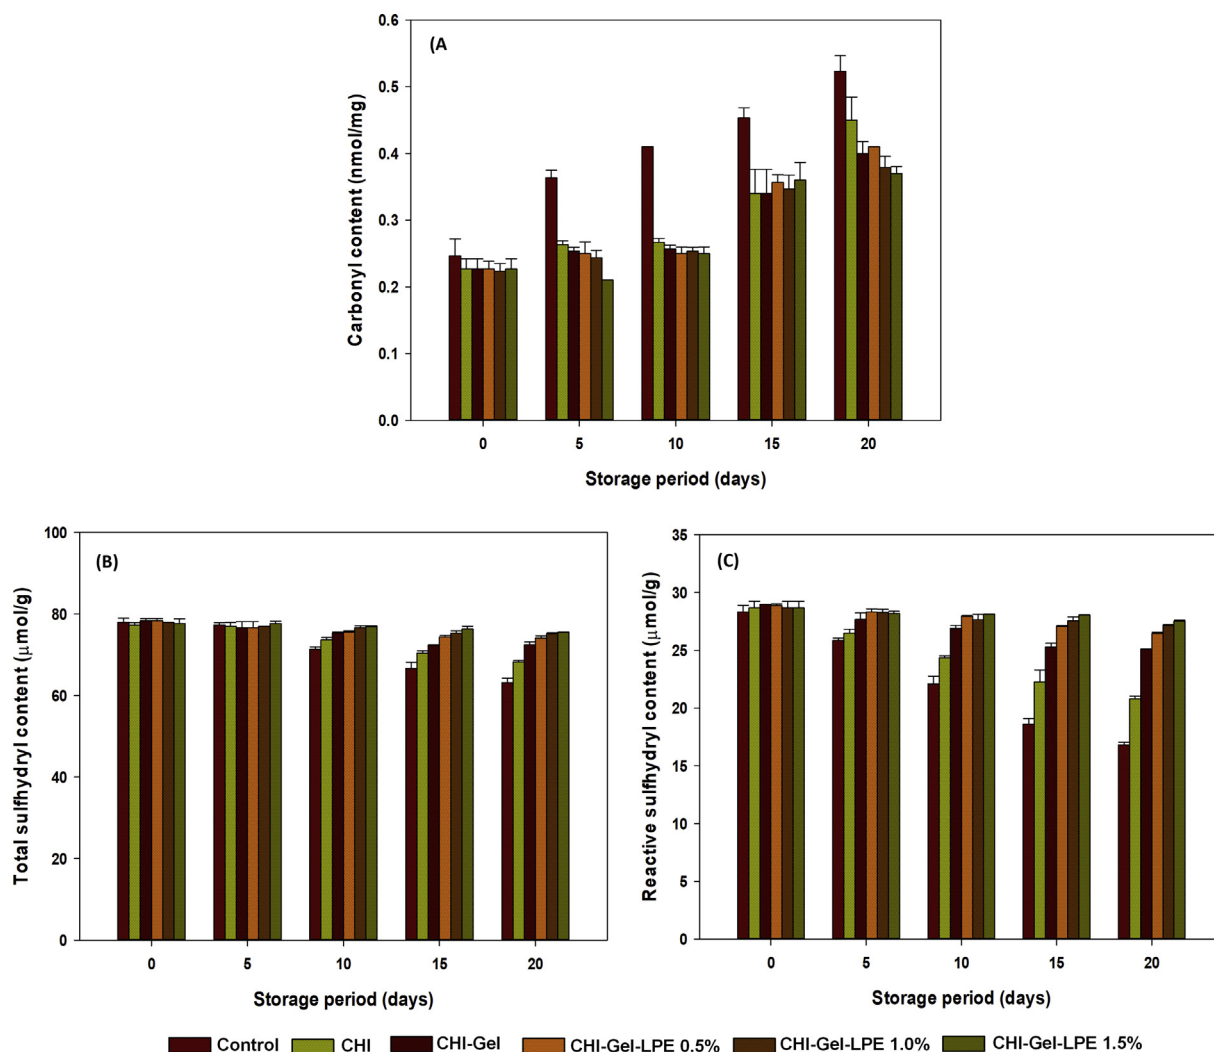 (A
Carbonyl content (nmol/mg)
0.6
0.5
0.4
0.3
0.2
0.1
0.0
0 5 10 15 20
Storage period (days)
(B)
Total sulfhydryl content (μmol/g)
100
80
60
40
20
0
0 5 10 15 20
Storage period (days)
(C)
Reactive sulfhydryl content (μmol/g)
35
30
25
20
15
10
5
0
0 5 10 15 20
Storage period (days)
Control CHI CHI-Gel CHI-Gel-LPE 0.5% CHI-Gel-LPE 1.0% CHI-Gel-LPE 1.5%